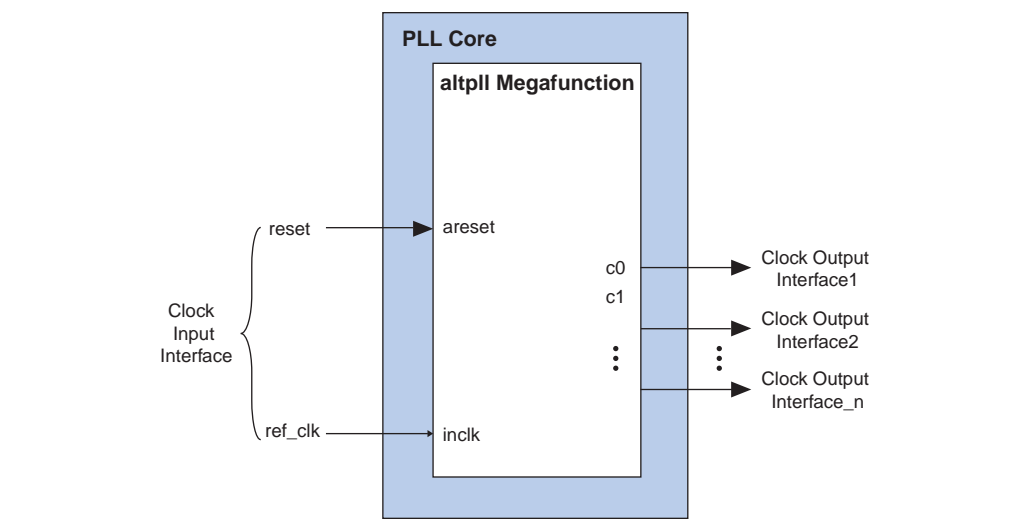 PLL Core
altpll Megafunction
reset
areset
c0
Clock Output
Interface1
c1
Clock
Input
Interface
Clock Output
Interface2
Clock Output
Interface_n
ref_clk
inclk